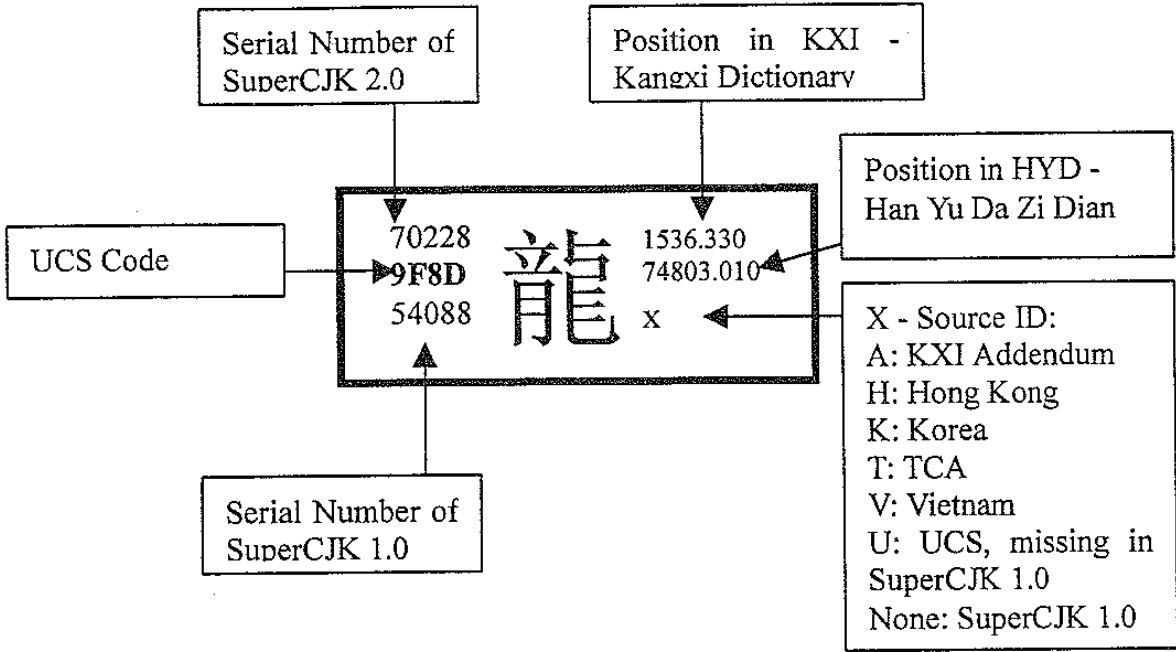 Serial Number of
SuperCJK 2.0
Position in KXI -
Kangxi Dictionary
Position in HYD -
Han Yu Da Zi Dian
UCS Code
70228
9F8D
54088
龍
1536.330
74803.010
x
X - Source ID:
A: KXI Addendum
H: Hong Kong
K: Korea
T: TCA
V: Vietnam
U: UCS, missing in
SuperCJK 1.0
None: SuperCJK 1.0
Serial Number of
SuperCJK 1.0